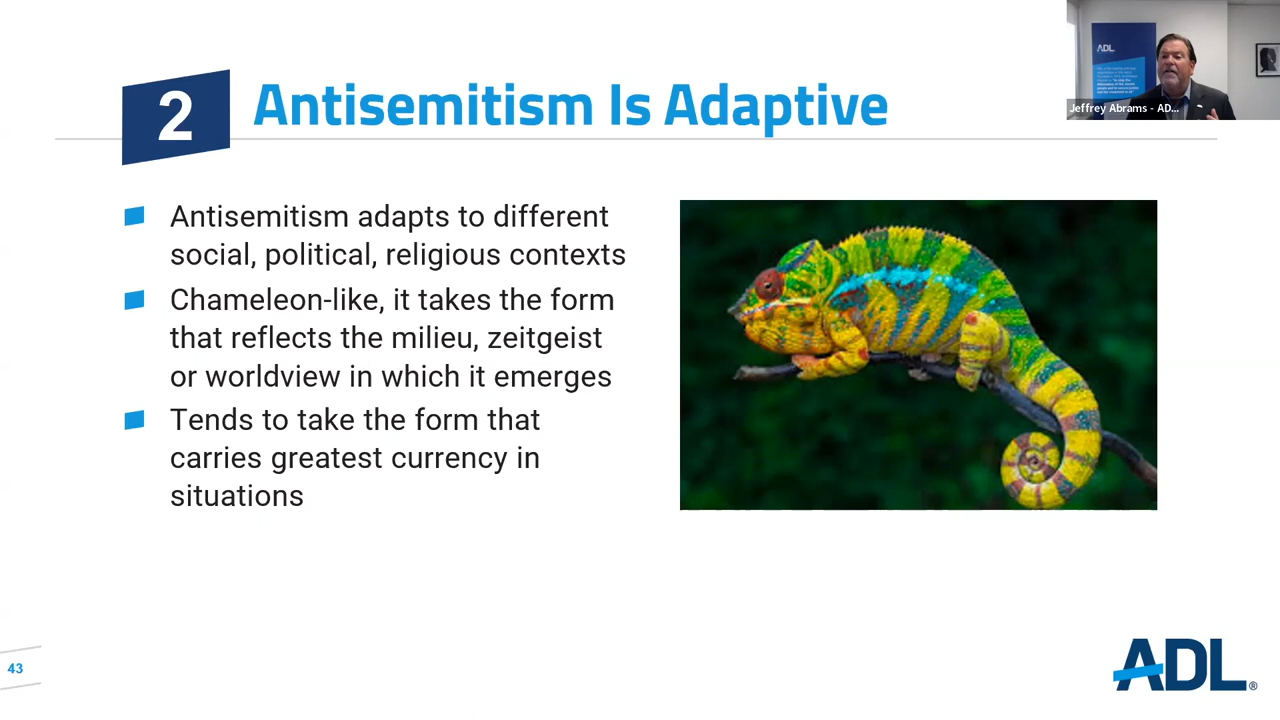 2
Antisemitism Is Adaptive
Antisemitism adapts to different
social, political, religious contexts
Chameleon-like, it takes the form
that reflects the milieu, zeitgeist
or worldview in which it emerges
Tends to take the form that
carries greatest currency in
situations
ADL
Jeffrey Abrams - AD...
43
ADL®